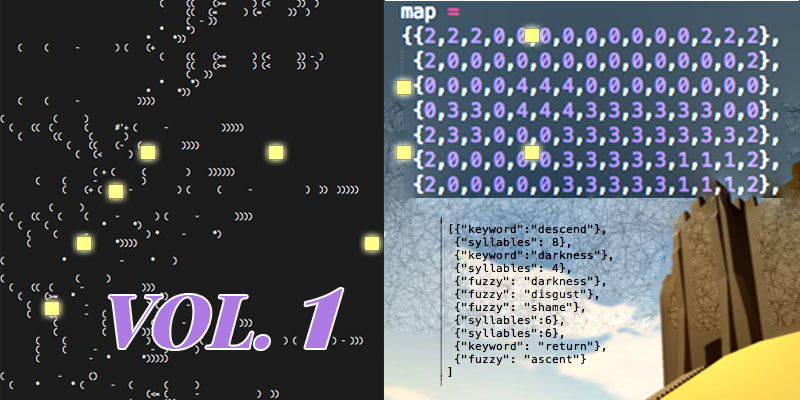 VOL. 1
map =
{{2,2,2,0,0,0,0,0,0,0,0,0,2,2,2},
{2,0,0,0,0,0,0,0,0,0,0,0,0,0,2},
{0,0,0,0,4,4,4,0,0,0,0,0,0,0,0},
{0,3,3,0,4,4,4,3,3,3,3,3,3,0,0},
{2,3,3,0,0,0,3,3,3,3,3,3,3,3,2},
{2,0,0,0,0,0,3,3,3,3,3,1,1,1,2},
{2,0,0,0,0,0,3,3,3,3,3,1,1,1,2},
[{"keyword":"descend"},
{"syllables": 8},
{"keyword":"darkness"},
{"syllables": 4},
{"fuzzy": "darkness"},
{"fuzzy": "disgust"},
{"fuzzy": "shame"},
{"syllables":6},
{"syllables":6},
{"keyword": "return"},
{"fuzzy": "ascent"}
]